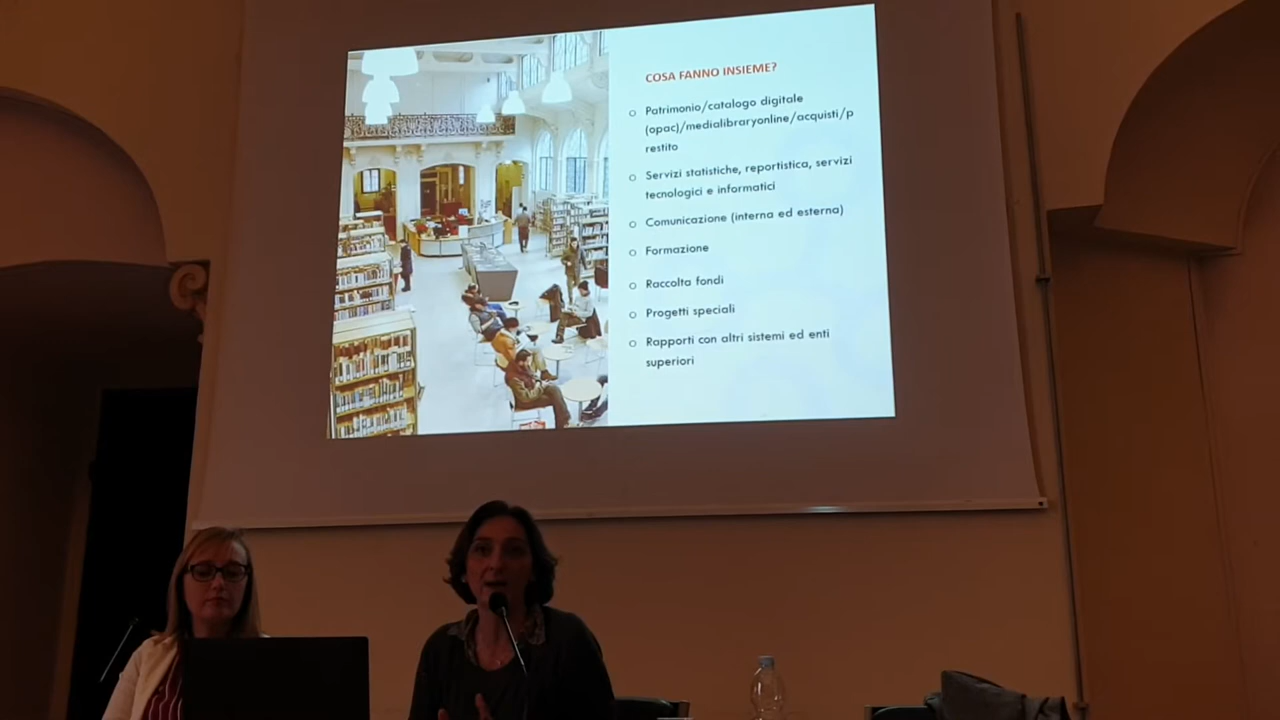 COSA FANNO INSIEME?
o Patrimonio/catalogo digitale
(opac)/medialibraryonline/acquisti/p
restito
o Servizi statistiche, reportistica, servizi
tecnologici e informatici
o Comunicazione (interna ed esterna)
o Formazione
o Raccolta fondi
o Progetti speciali
o Rapporti con altri sistemi ed enti
superiori